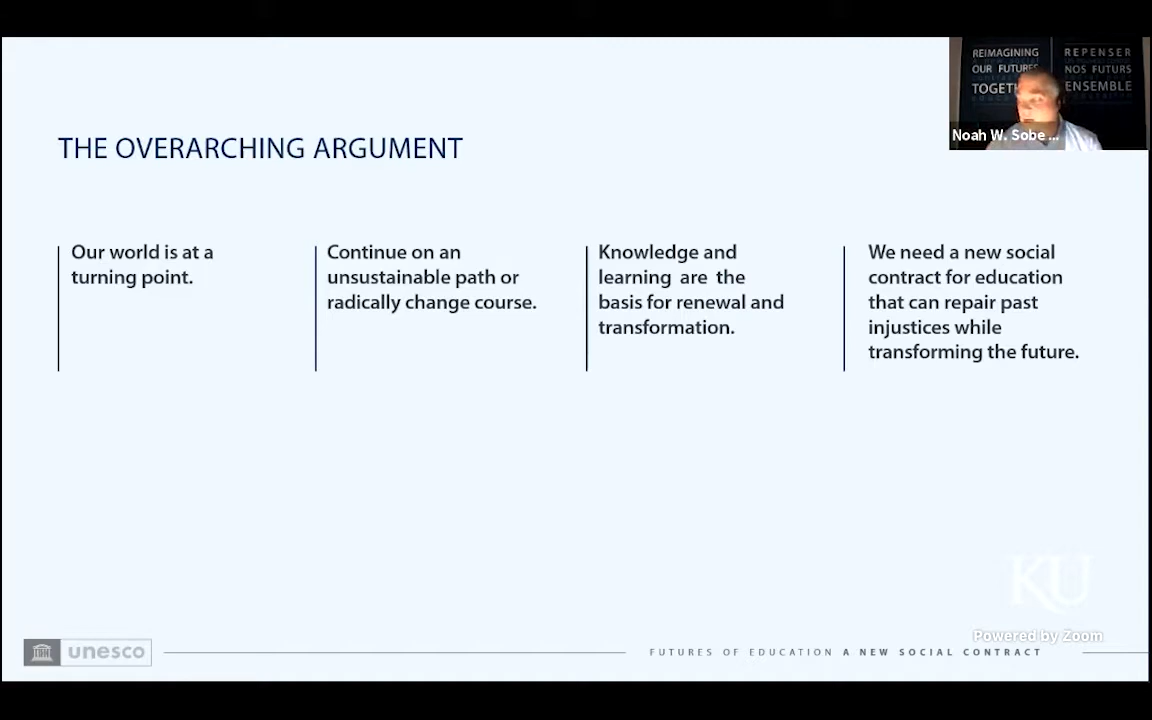 REIMAGINING
OUR FUTURES
REPENSER
NOS FUTURS
ENSEMBLE
Noah W. Sobe ...
THE OVERARCHING ARGUMENT
Our world is at a
turning point.
Continue on an
unsustainable path or
radically change course.
Knowledge and
learning are the
basis for renewal and
transformation.
We need a new social
contract for education
that can repair past
injustices while
transforming the future.
KU
Powered by Zoom
unesco
FUTURES OF EDUCATION A NEW SOCIAL CONTRACT